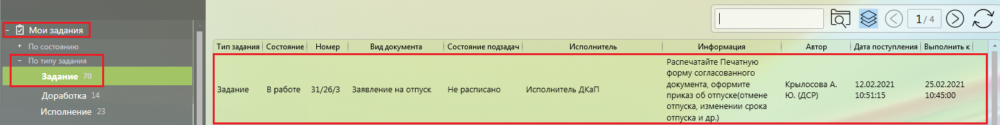 Мои задания
По состоянию
По типу задания
Задание 70
Доработка 14
Исполнение 23
1 / 4
Тип задания Состояние Номер Вид документа Состояние подзадач Исполнитель Информация Автор Дата поступления Выполнить к
Задание В работе 31/26/3 Заявление на отпуск Не расписано Исполнитель ДКаП
Распечатайте Печатную
форму согласованного
документа, оформите
приказ об отпуске(отмене
отпуска, изменении срока
отпуска и др.)
Крылосова А.
Ю. (ДСР)
12.02.2021
10:51:15
25.02.2021
10:45:00